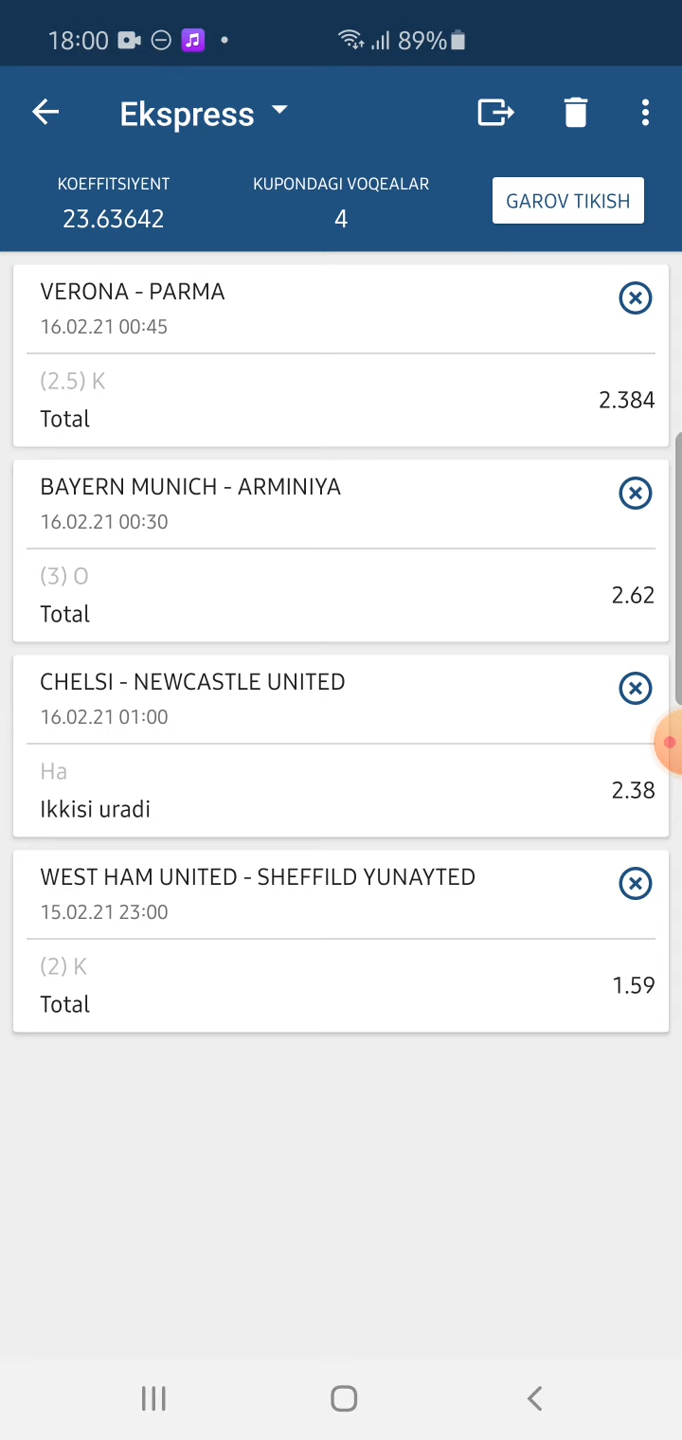 18:00 89%
Ekspress
KOEFFITSIYENT KUPONDAGI VOQEALAR
23.63642 4
GAROV TIKISH
VERONA - PARMA
16.02.21 00:45
(2.5) K
Total
2.384
BAYERN MUNICH - ARMINIYA
16.02.21 00:30
(3) O
Total
2.62
CHELSI - NEWCASTLE UNITED
16.02.21 01:00
Ha
Ikkisi uradi
2.38
WEST HAM UNITED - SHEFFILD YUNAYTED
15.02.21 23:00
(2) K
Total
1.59